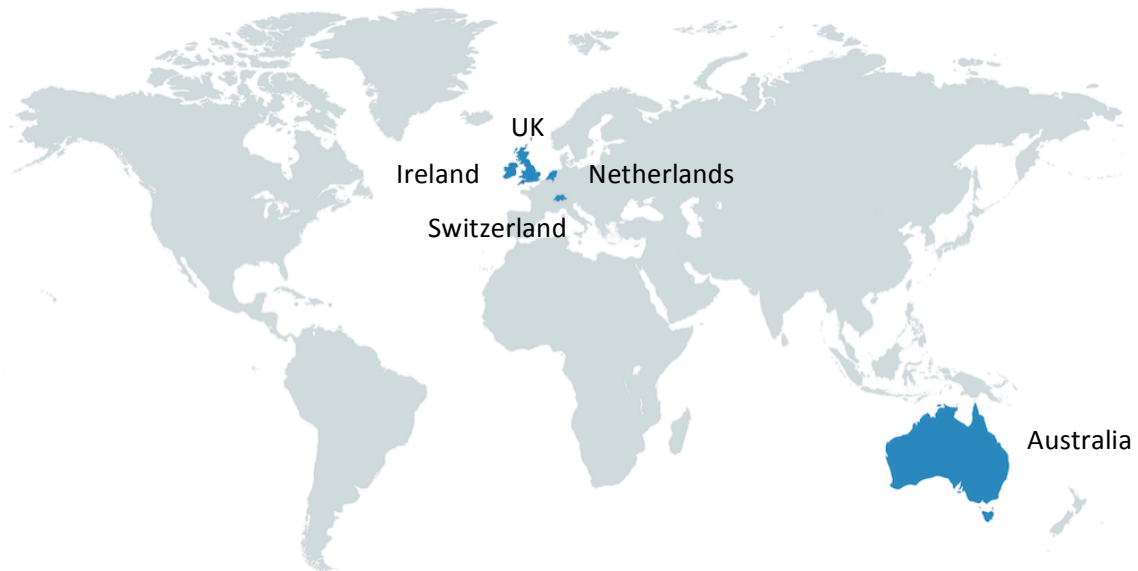 UK
Ireland
Netherlands
Switzerland
Australia